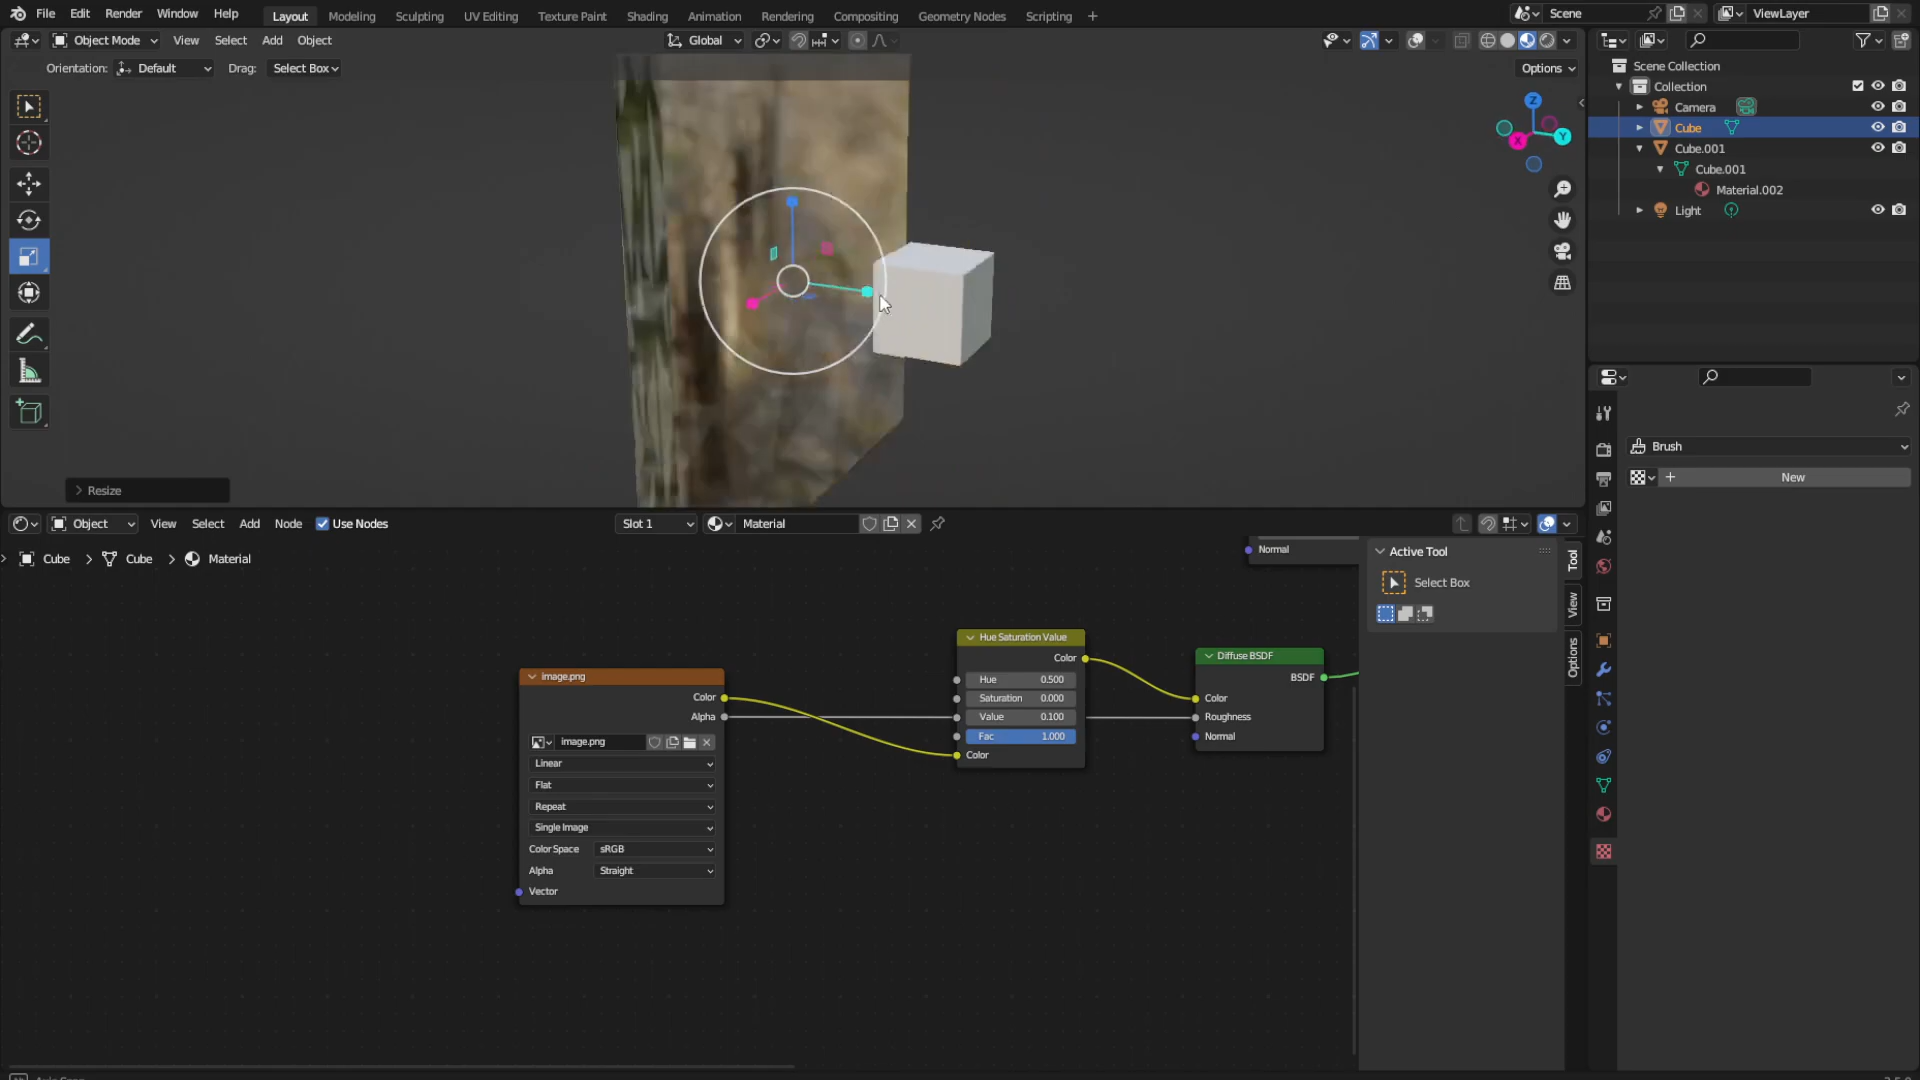 File Edit Render Window Help Layout Modeling Sculpting UV Editing Texture Paint Shading Animation Rendering Compositing Geometry Nodes Scripting + Scene ViewLayer
Object Mode View Select Add Object Global
Orientation: Default Drag: Select Box Options
Scene Collection
Collection
Camera
Cube
Cube.001
Cube.001
Material.002
Light
Z
Y
X
Brush
+ New
Resize
Object View Select Add Node Use Nodes Slot 1 Material
Cube > Cube > Material
Normal
Active Tool
Select Box
Tool
View
Options
Hue Saturation Value
Color
Hue 0.500
Saturation 0.000
Value 0.100
Fac 1.000
Color
Diffuse BSDF
BSDF
Color
Roughness
Normal
image.png
Color
Alpha
image.png
Linear
Flat
Repeat
Single Image
Color Space sRGB
Alpha Straight
Vector